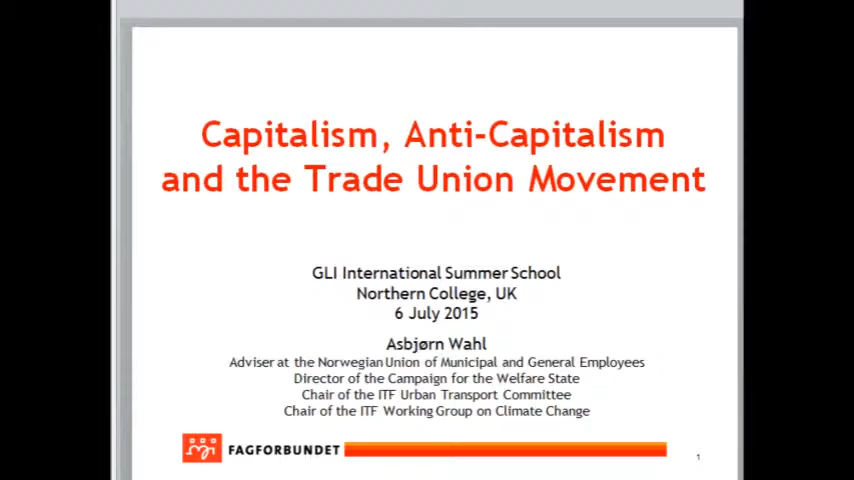 Capitalism, Anti-Capitalism
and the Trade Union Movement
GLI International Summer School
Northern College, UK
6 July 2015
Asbjørn Wahl
Adviser at the Norwegian Union of Municipal and General Employees
Director of the Campaign for the Welfare State
Chair of the ITF Urban Transport Committee
Chair of the ITF Working Group on Climate Change
FAGFORBUNDET
1